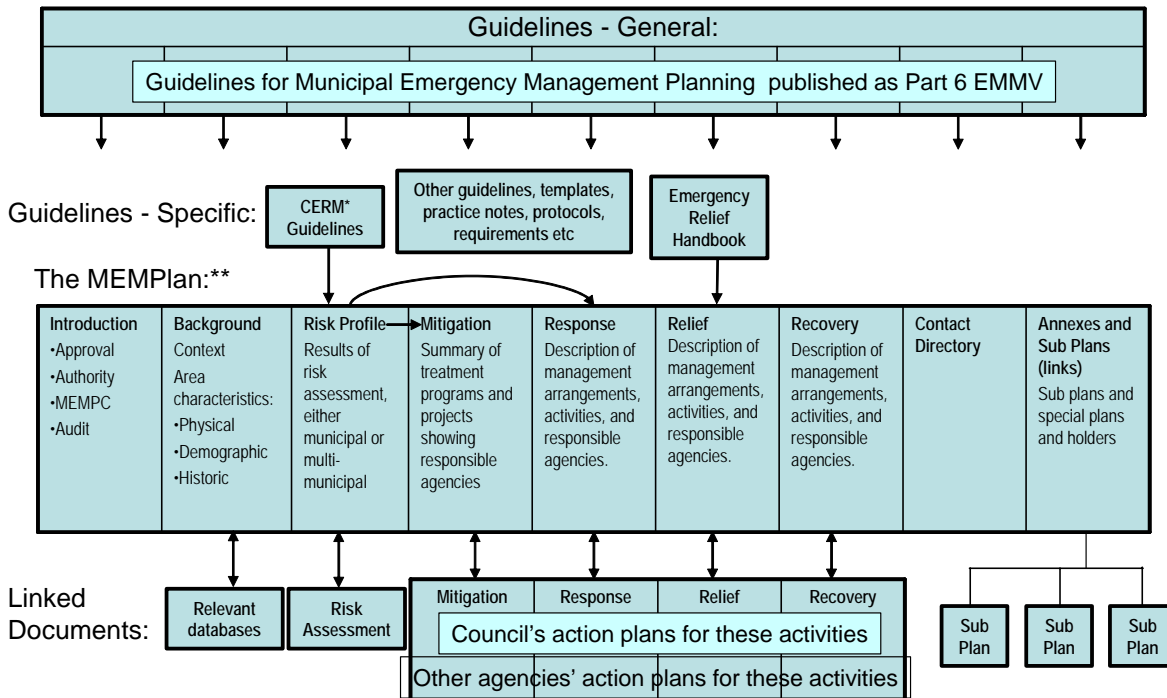 Guidelines - General:
Guidelines for Municipal Emergency Management Planning published as Part 6 EMMV
Guidelines - Specific:
CERM*
Guidelines
Other guidelines, templates,
practice notes, protocols,
requirements etc
Emergency
Relief
Handbook
The MEMPlan:**
Introduction
•Approval
•Authority
•MEMPC
•Audit
Background
Context
Area
characteristics:
•Physical
•Demographic
•Historic
Risk Profile
Results of
risk
assessment,
either
municipal or
multi-
municipal
Mitigation
Summary of
treatment
programs and
projects
showing
responsible
agencies
Response
Description of
management
arrangements,
activities, and
responsible
agencies.
Relief
Description of
management
arrangements,
activities, and
responsible
agencies.
Recovery
Description of
management
arrangements,
activities, and
responsible
agencies.
Contact
Directory
Annexes and
Sub Plans
(links)
Sub plans and
special plans
and holders
Linked
Documents:
Relevant
databases
Risk
Assessment
Mitigation
Response
Relief
Recovery
Council's action plans for these activities
Other agencies' action plans for these activities
Sub
Plan
Sub
Plan
Sub
Plan